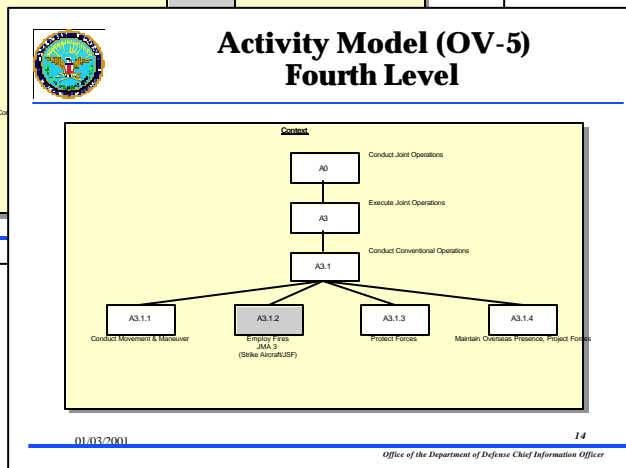 Activity Model (OV-5)
Fourth Level
Context
A0
Conduct Joint Operations
A3
Execute Joint Operations
A3.1
Conduct Conventional Operations
A3.1.1
Conduct Movement & Maneuver
A3.1.2
Employ Fires
JMA 3
(Strike Aircraft/JSF)
A3.1.3
Protect Forces
A3.1.4
Maintain Overseas Presence, Project Forces
01/03/2001
14
Office of the Department of Defense Chief Information Officer